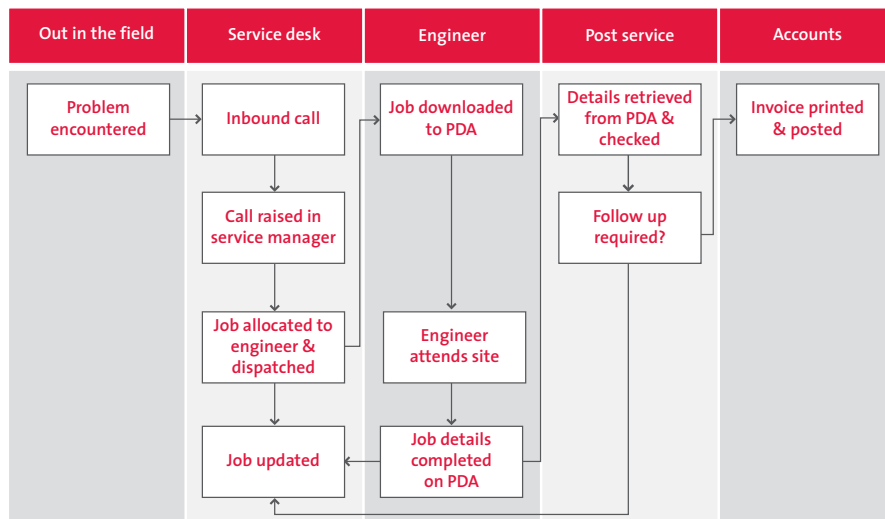 Out in the field
Service desk
Engineer
Post service
Accounts
Problem
encountered
Inbound call
Job downloaded
to PDA
Details retrieved
from PDA &
checked
Invoice printed
& posted
Call raised in
service manager
Follow up
required?
Job allocated to
engineer &
dispatched
Engineer
attends site
Job updated
Job details
completed
on PDA